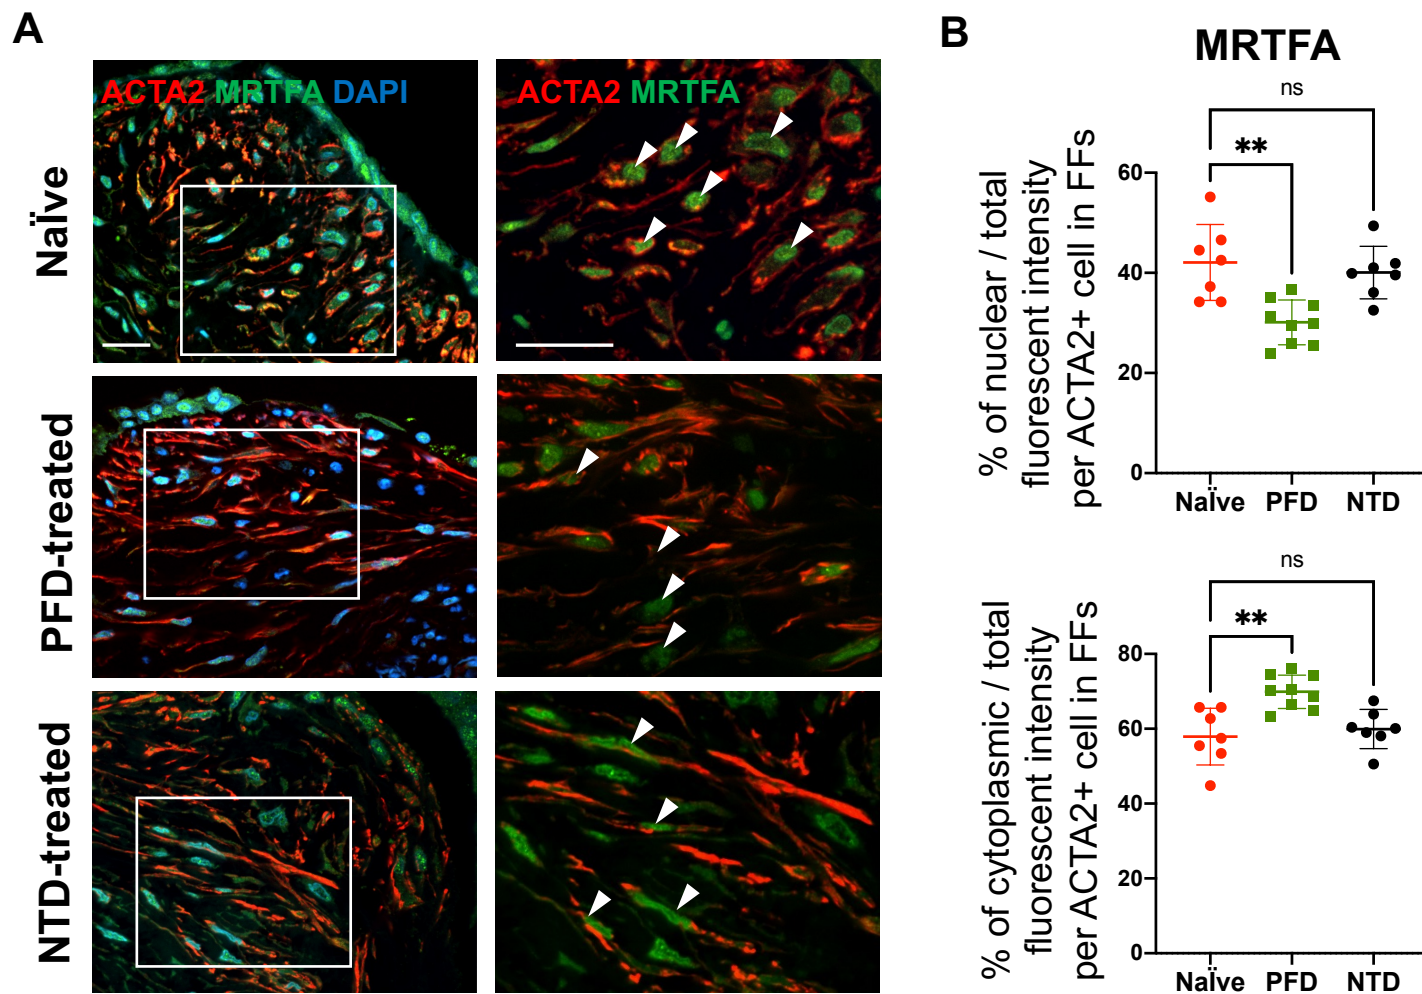 A
ACTA2 MRTFA DAPI
ACTA2 MRTFA
NaÏve
PFD-treated
NTD-treated
B
MRTFA
ns
**
% of nuclear / total
fluorescent intensity
per ACTA2+ cell in FFs
60
40
20
0
NaÏve PFD NTD
ns
**
% of cytoplasmic / total
fluorescent intensity
per ACTA2+ cell in FFs
80
60
40
20
0
NaÏve PFD NTD